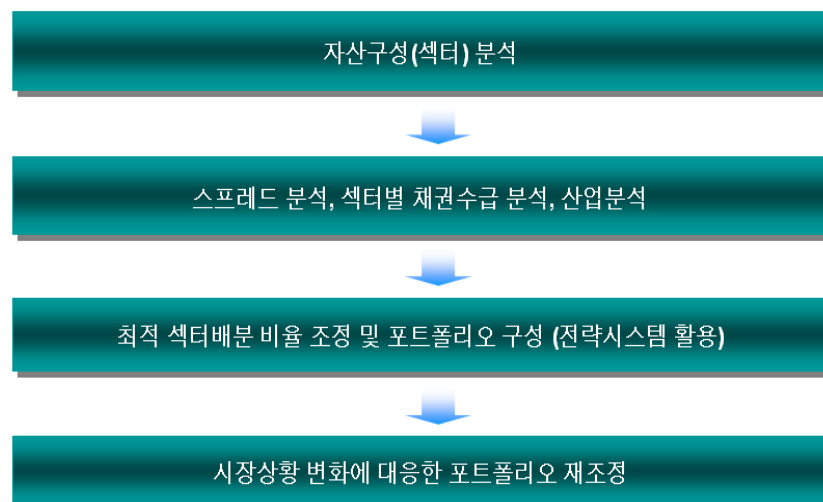 자산구성(섹터) 분석
스프레드 분석, 섹터별 채권수급 분석, 산업분석
최적 섹터배분 비율 조정 및 포트폴리오 구성 (전략시스템 활용)
시장상황 변화에 대응한 포트폴리오 재조정